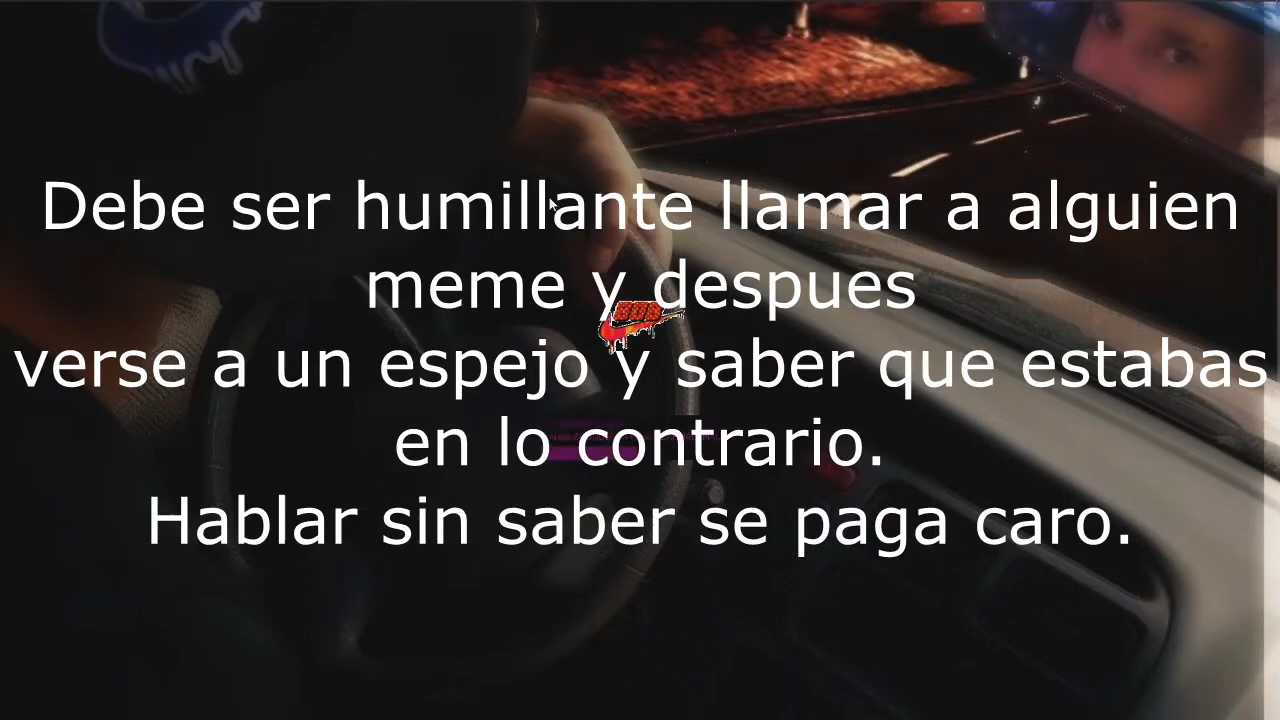 Debe ser humillante llamar a alguien
meme y despues
808
verse a un espejo y saber que estabas
en lo contrario.
Hablar sin saber se paga caro.